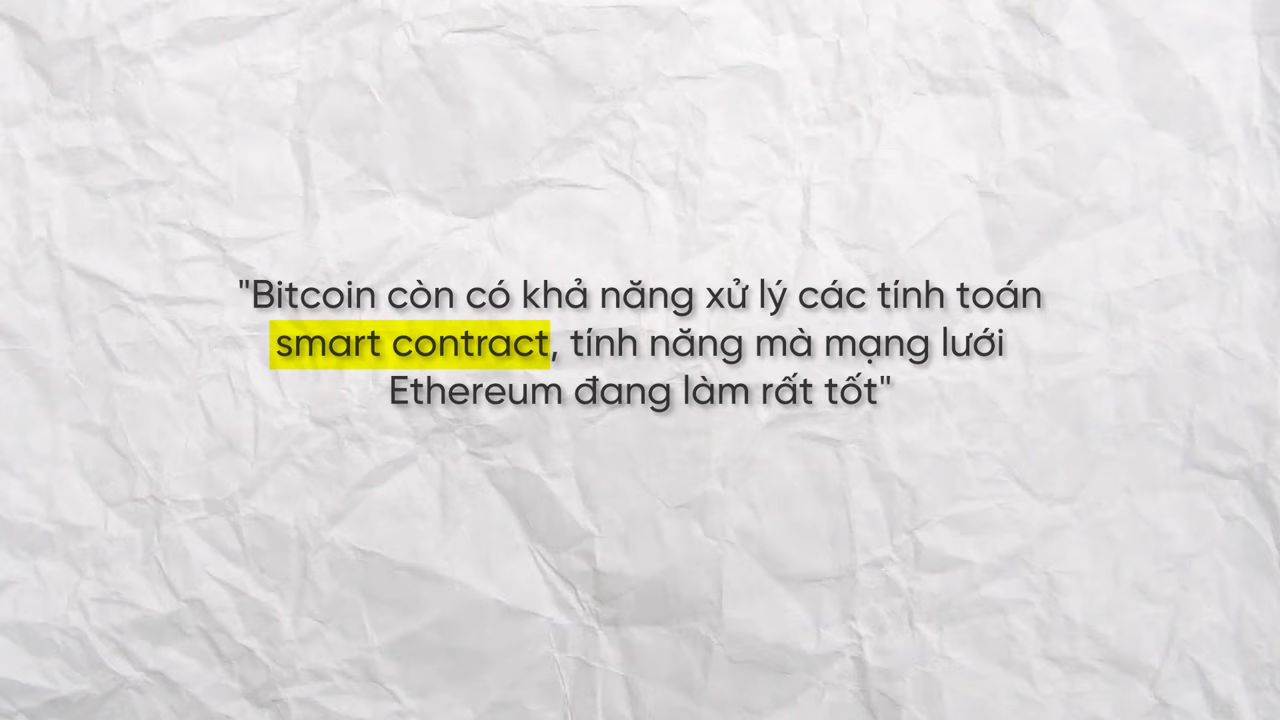 "Bitcoin còn có khả năng xử lý các tính toán
smart contract, tính năng mà mạng lưới
Ethereum đang làm rất tốt"